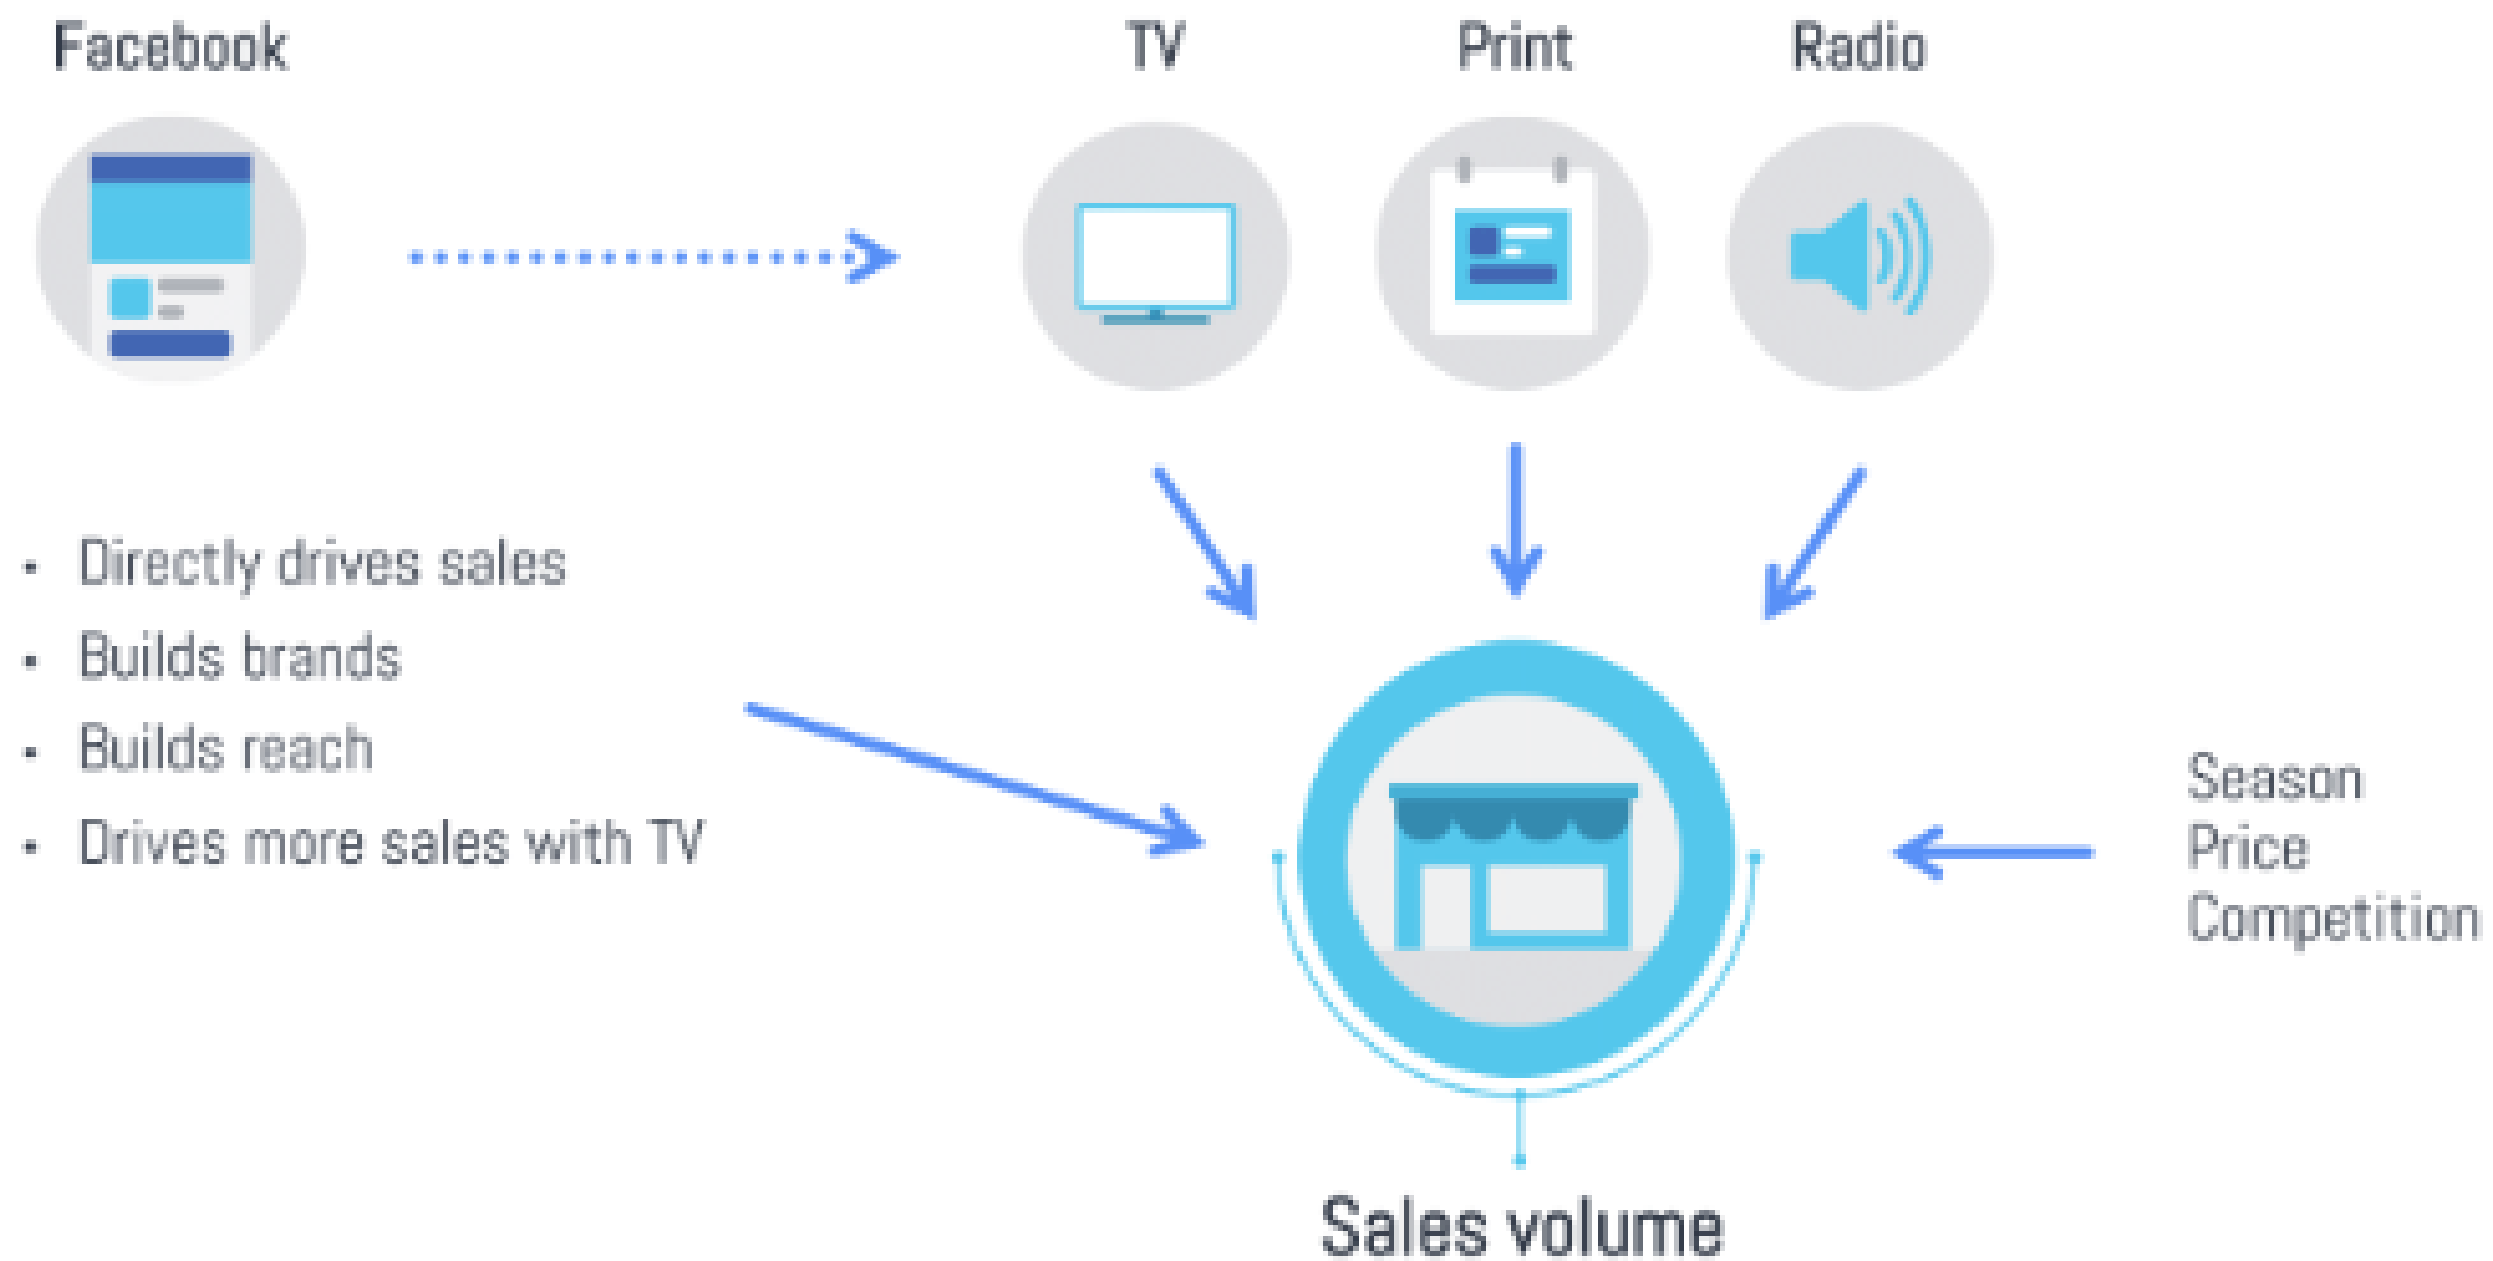 Facebook
TV
Print
Radio
• Directly drives sales
• Builds brands
• Builds reach
• Drives more sales with TV
Season
Price
Competition
Sales volume